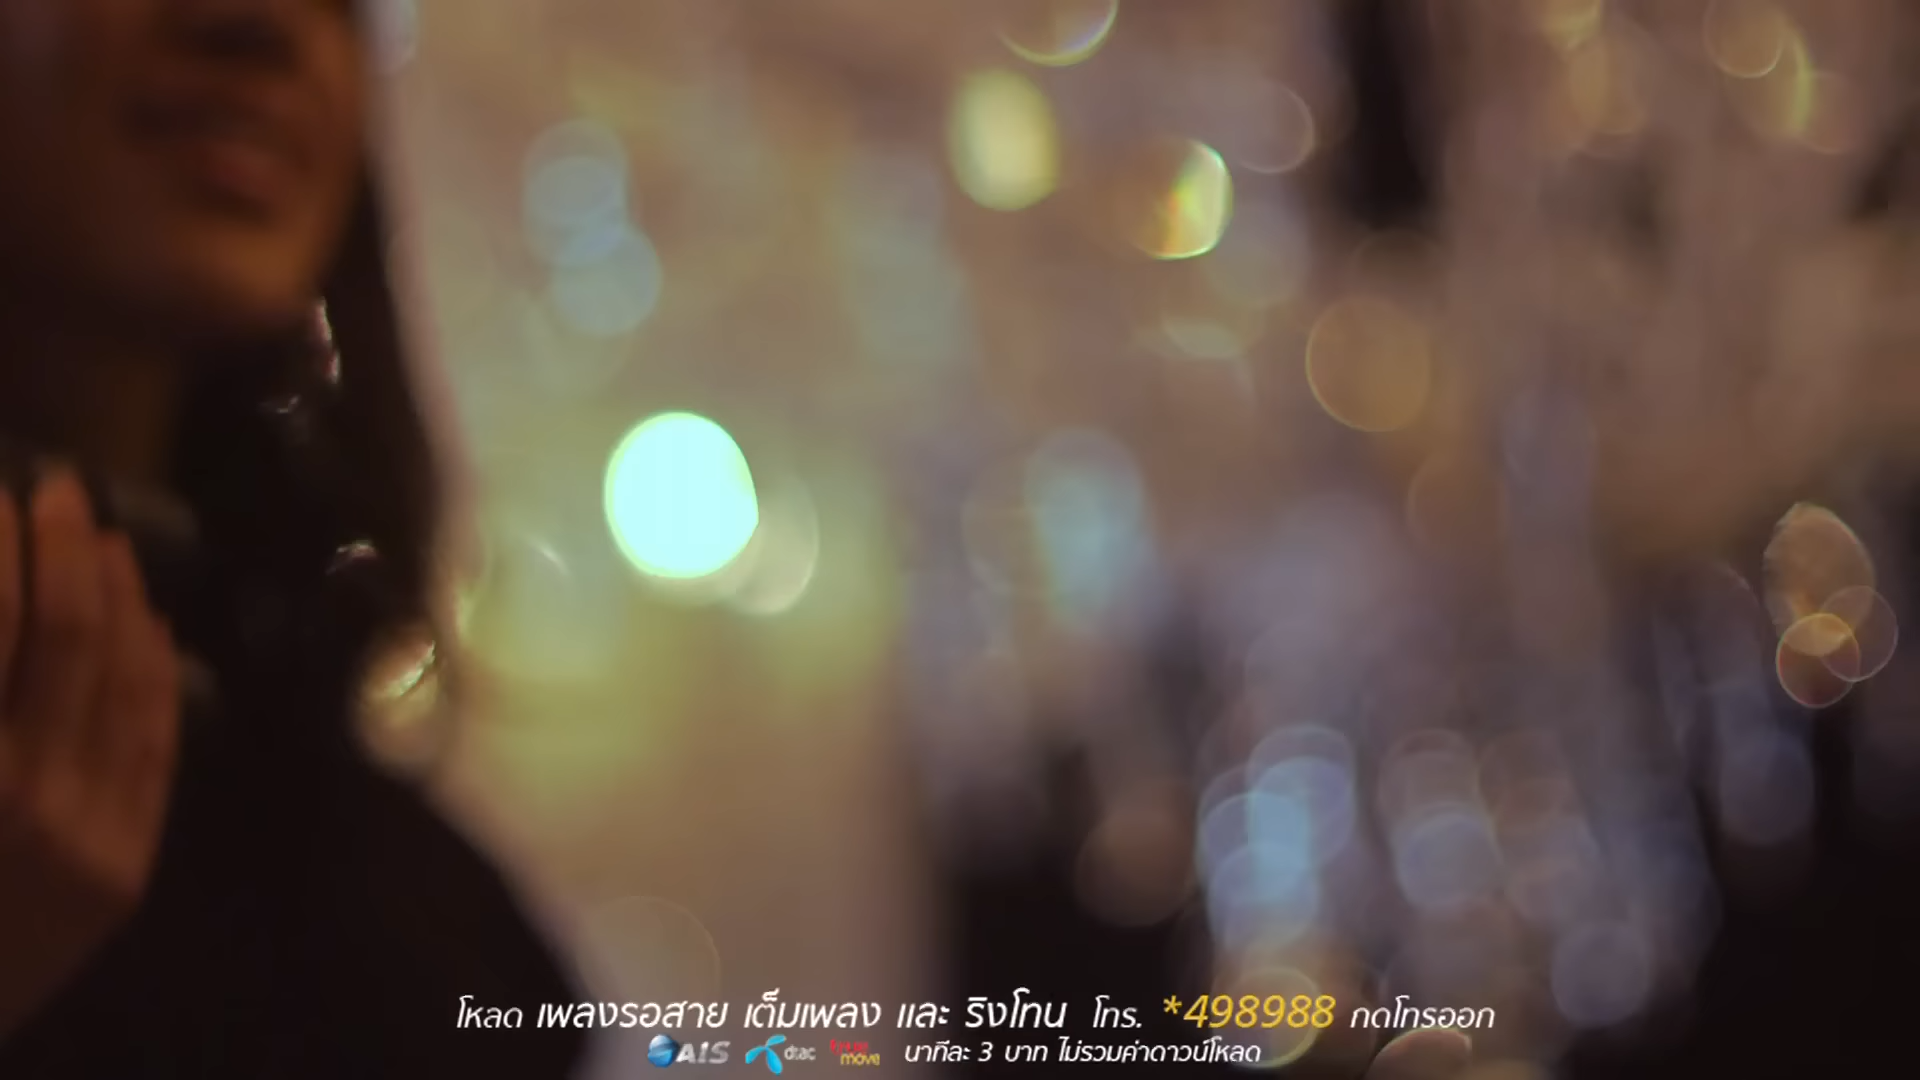 โหลด เพลงรอสาย เต็มเพลง และ ริงโทน โทร. *498988 กดโทรออก
AIS dtac true move นาทีละ 3 บาท ไม่รวมค่าดาวน์โหลด